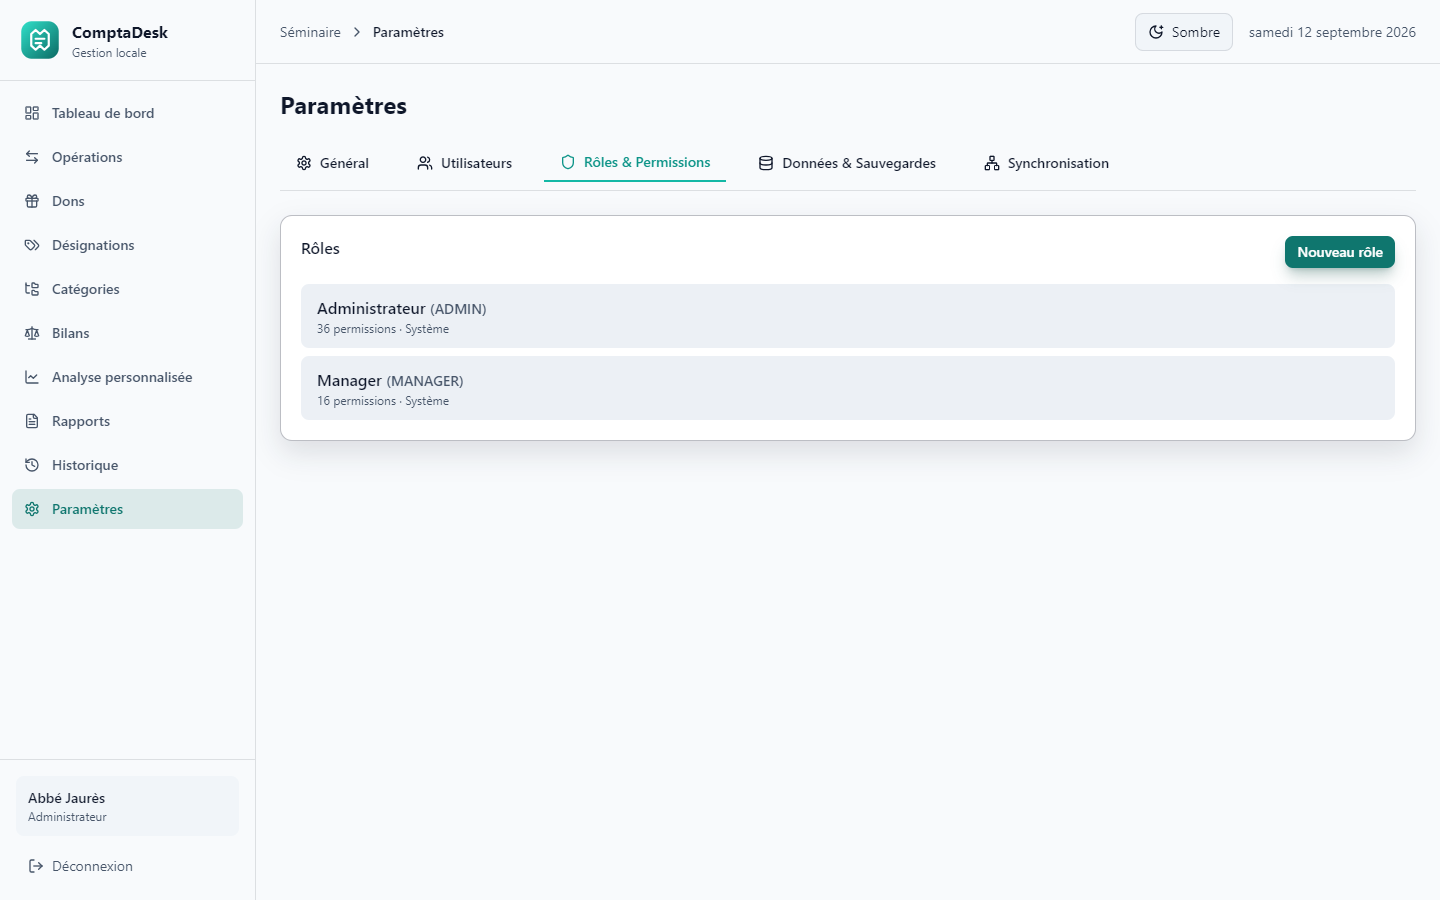 ComptaDesk
Gestion locale
Tableau de bord
Opérations
Dons
Désignations
Catégories
Bilans
Analyse personnalisée
Rapports
Historique
Paramètres
Abbé Jaurès
Administrateur
Déconnexion
Séminaire > Paramètres
Sombre
samedi 12 septembre 2026
Paramètres
Général
Utilisateurs
Rôles & Permissions
Données & Sauvegardes
Synchronisation
Rôles
Nouveau rôle
Administrateur (ADMIN)
36 permissions · Système
Manager (MANAGER)
16 permissions · Système